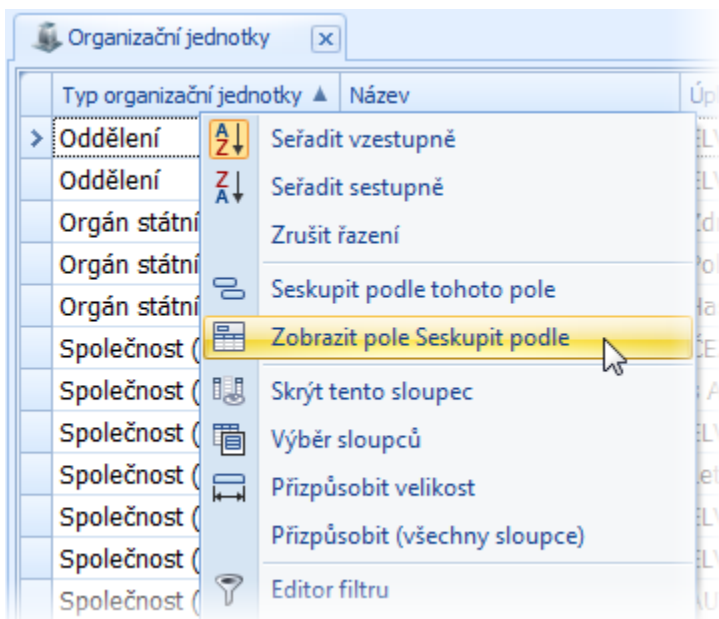 Organizační jednotky
Typ organizační jednotky Název
Oddělení
Seřadit vzestupně
Oddělení
Seřadit sestupně
Orgán státní
Zrušit řazení
Orgán státní
Seskupit podle tohoto pole
Orgán státní
Zobrazit pole Seskupit podle
Společnost (
Společnost (
Skrýt tento sloupec
Společnost (
Výběr sloupců
Společnost (
Přizpůsobit velikost
Společnost (
Přizpůsobit (všechny sloupce)
Společnost (
Společnost (
Editor filtru